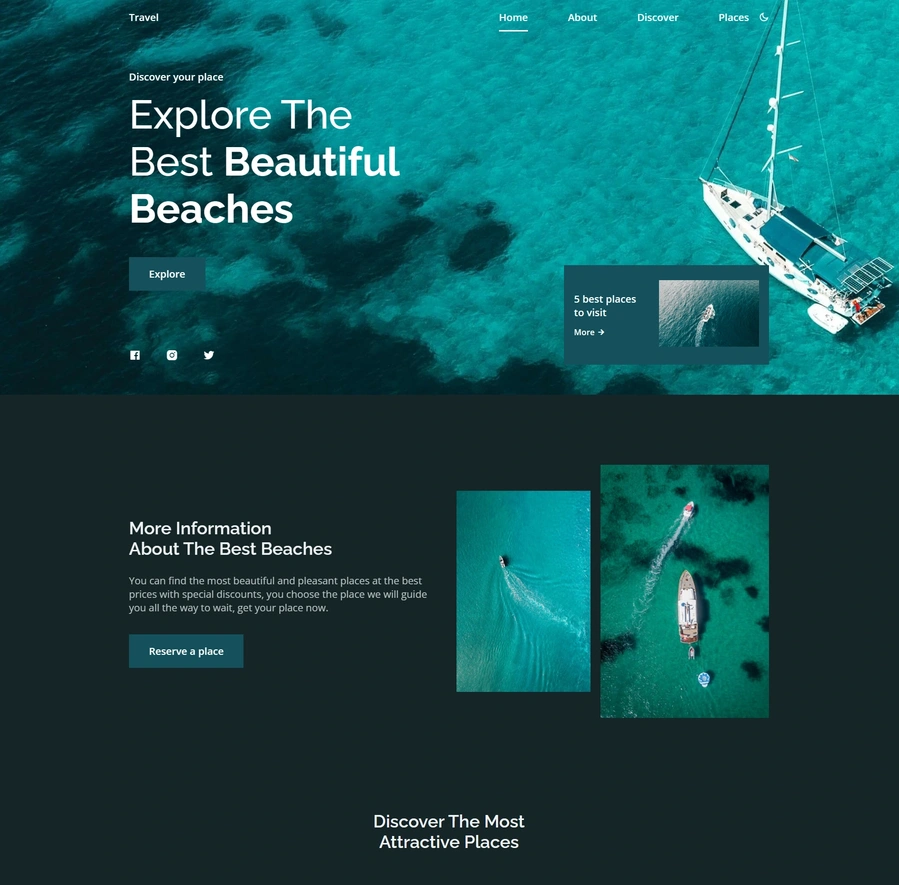 Travel
Home
About
Discover
Places
Discover your place
Explore The
Best Beautiful
Beaches
Explore
5 best places
to visit
More →
More Information
About The Best Beaches
You can find the most beautiful and pleasant places at the best
prices with special discounts, you choose the place we will guide
you all the way to wait, get your place now.
Reserve a place
Discover The Most
Attractive Places